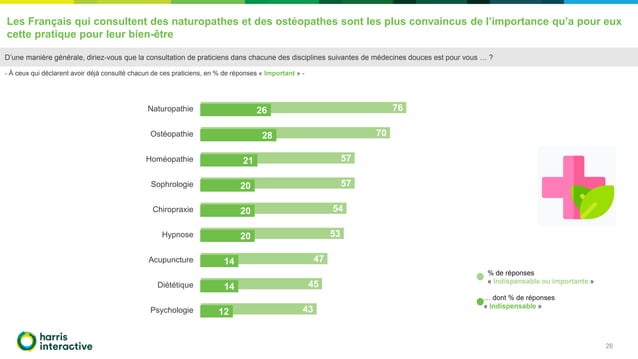 Les Français qui consultent des naturopathes et des ostéopathes sont les plus convaincus de l’importance qu’a pour eux
cette pratique pour leur bien-être
D’une manière générale, diriez-vous que la consultation de praticiens dans chacune des disciplines suivantes de médecines douces est pour vous … ?
- À ceux qui déclarent avoir déjà consulté chacun de ces praticiens, en % de réponses « Important » -
Naturopathie 26 76
Ostéopathie 28 70
Homéopathie 21 57
Sophrologie 20 57
Chiropraxie 20 54
Hypnose 20 53
Acupuncture 14 47
Diététique 14 45
Psychologie 12 43
% de réponses
« Indispensable ou importante »
… dont % de réponses
« Indispensable »
harris
interactive
26